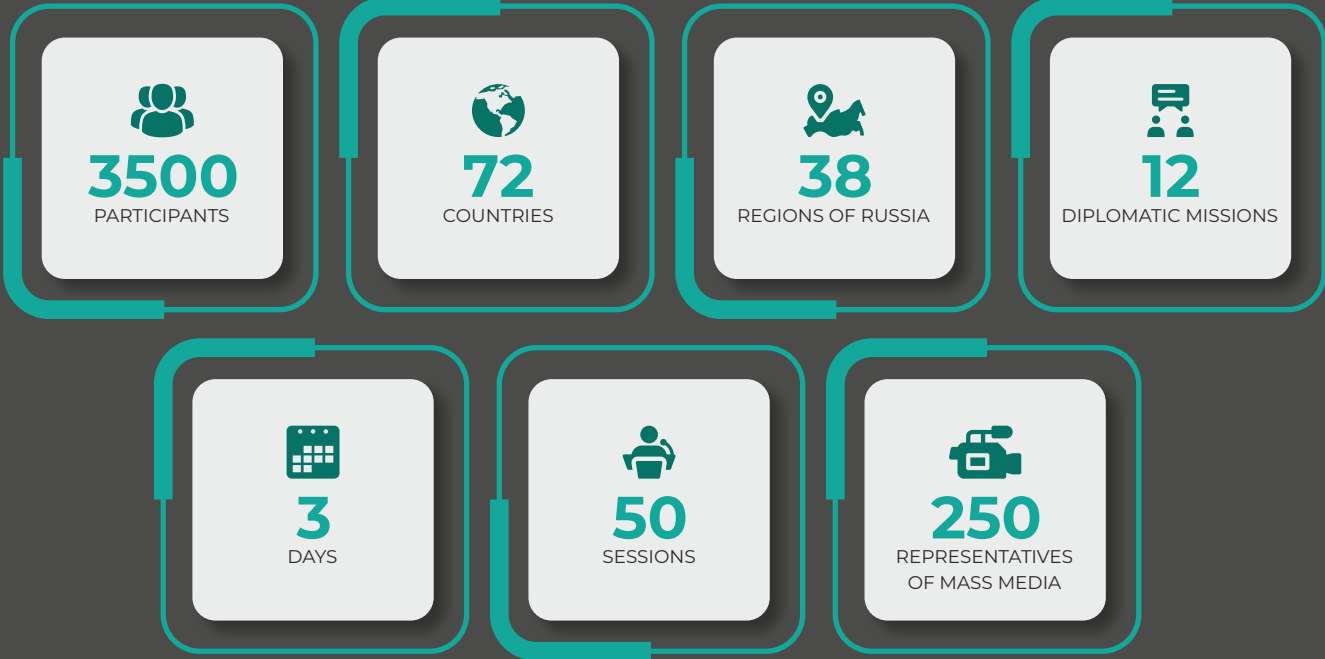 3500
PARTICIPANTS
72
COUNTRIES
38
REGIONS OF RUSSIA
12
DIPLOMATIC MISSIONS
3
DAYS
50
SESSIONS
250
REPRESENTATIVES
OF MASS MEDIA